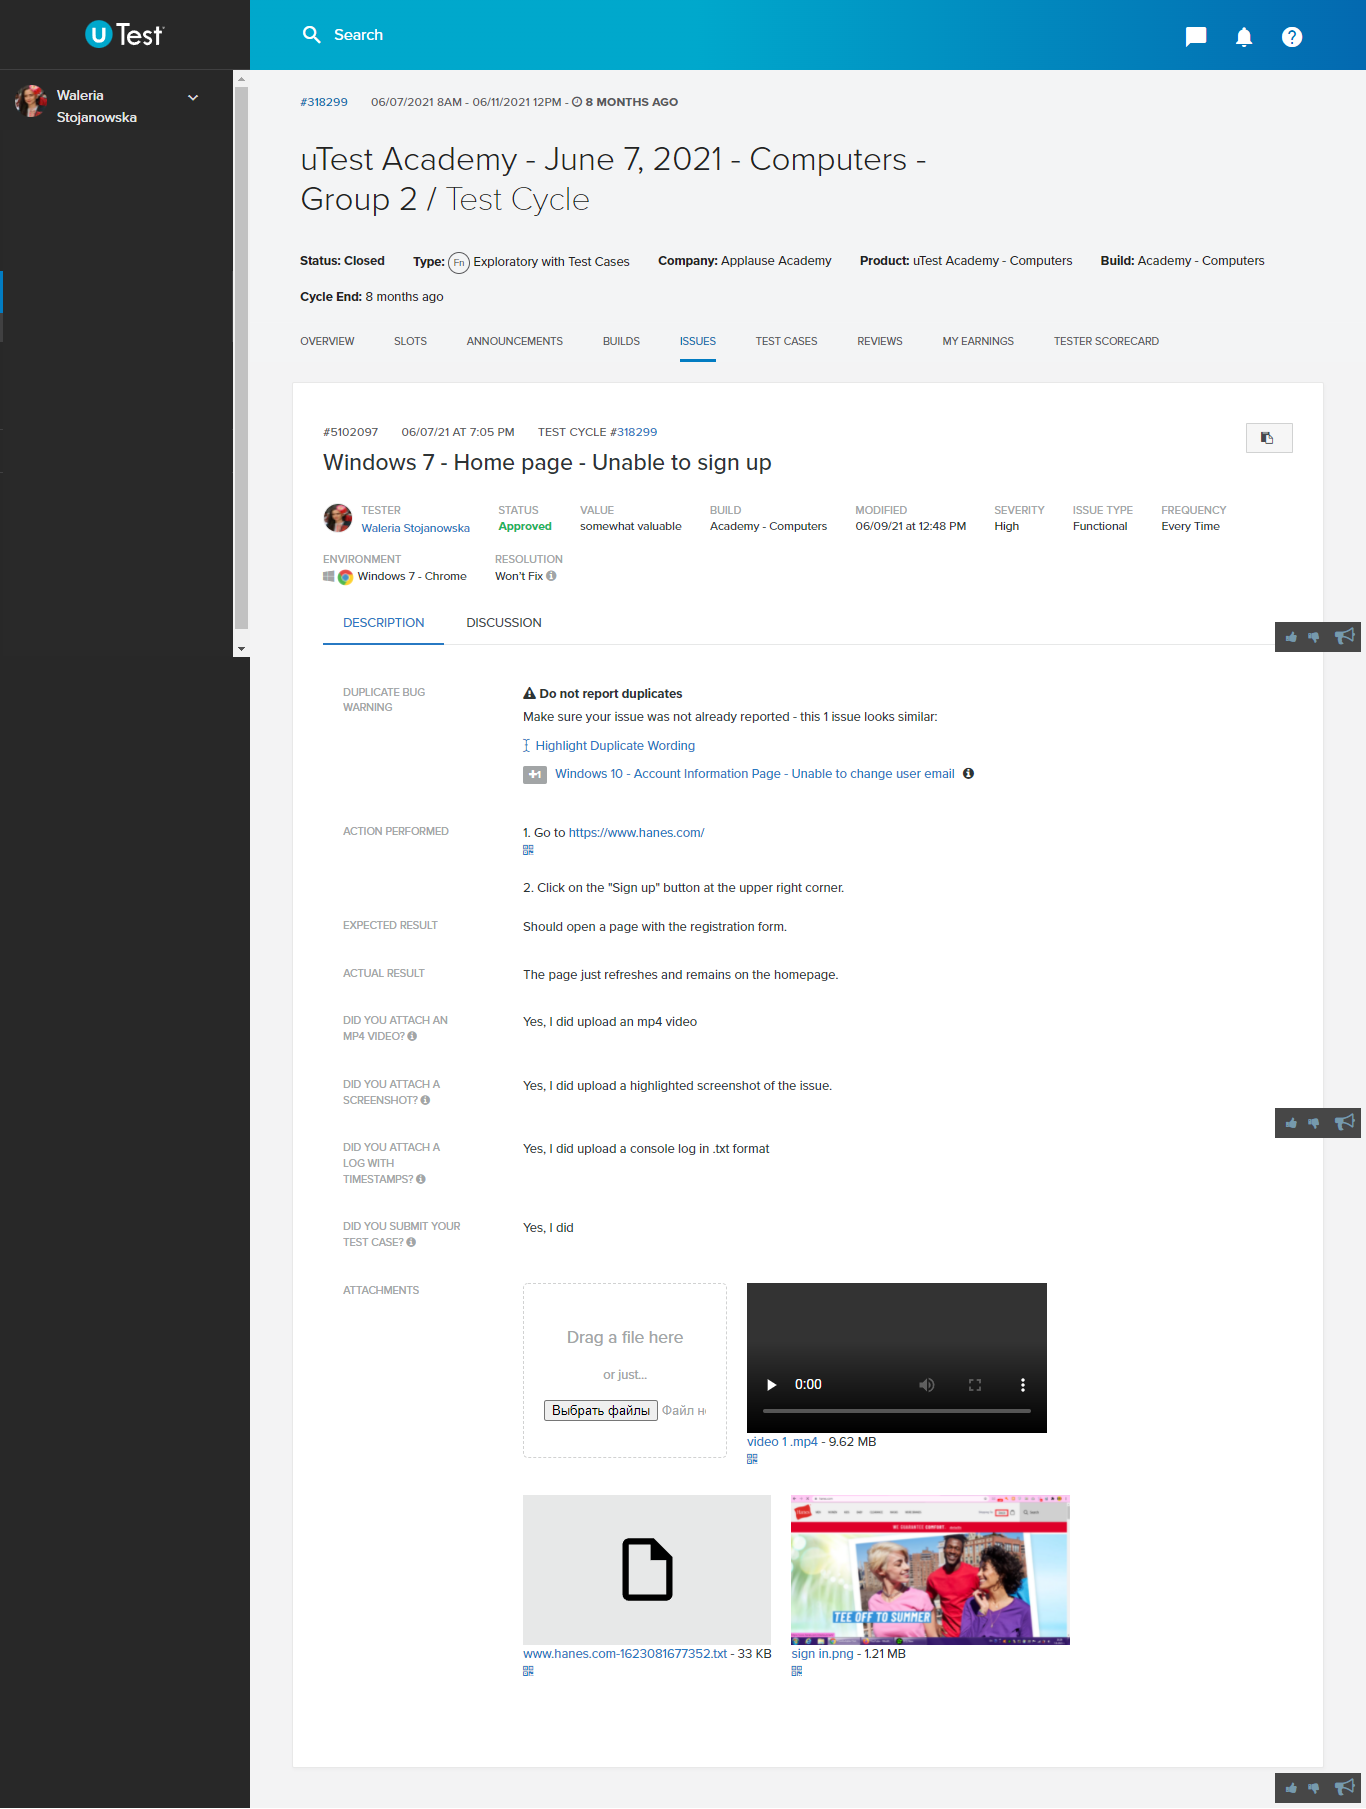 U Test
Search
Waleria
Stojanowska
#318299 06/07/2021 8AM - 06/11/2021 12PM - 8 MONTHS AGO
uTest Academy - June 7, 2021 - Computers -
Group 2 / Test Cycle
Status: Closed Type: Fn Exploratory with Test Cases Company: Applause Academy Product: uTest Academy - Computers Build: Academy - Computers
Cycle End: 8 months ago
OVERVIEW SLOTS ANNOUNCEMENTS BUILDS ISSUES TEST CASES REVIEWS MY EARNINGS TESTER SCORECARD
#5102097 06/07/21 AT 7:05 PM TEST CYCLE #318299
Windows 7 - Home page - Unable to sign up
TESTER STATUS VALUE BUILD MODIFIED SEVERITY ISSUE TYPE FREQUENCY
Waleria Stojanowska Approved somewhat valuable Academy - Computers 06/09/21 at 12:48 PM High Functional Every Time
ENVIRONMENT RESOLUTION
Windows 7 - Chrome Won't Fix
DESCRIPTION DISCUSSION
DUPLICATE BUG
WARNING
Do not report duplicates
Make sure your issue was not already reported - this 1 issue looks similar:
Highlight Duplicate Wording
+1 Windows 10 - Account Information Page - Unable to change user email
ACTION PERFORMED
1. Go to https://www.hanes.com/
2. Click on the "Sign up" button at the upper right corner.
EXPECTED RESULT
Should open a page with the registration form.
ACTUAL RESULT
The page just refreshes and remains on the homepage.
DID YOU ATTACH AN
MP4 VIDEO?
Yes, I did upload an mp4 video
DID YOU ATTACH A
SCREENSHOT?
Yes, I did upload a highlighted screenshot of the issue.
DID YOU ATTACH A
LOG WITH
TIMESTAMPS?
Yes, I did upload a console log in .txt format
DID YOU SUBMIT YOUR
TEST CASE?
Yes, I did
ATTACHMENTS
Drag a file here
or just...
Выбрать файлы Файл не
0:00
video 1 .mp4 - 9.62 MB
WE GUARANTEE COMFORT.
TEE OFF TO SUMMER
www.hanes.com-1623081677352.txt - 33 KB
sign in.png - 1.21 MB